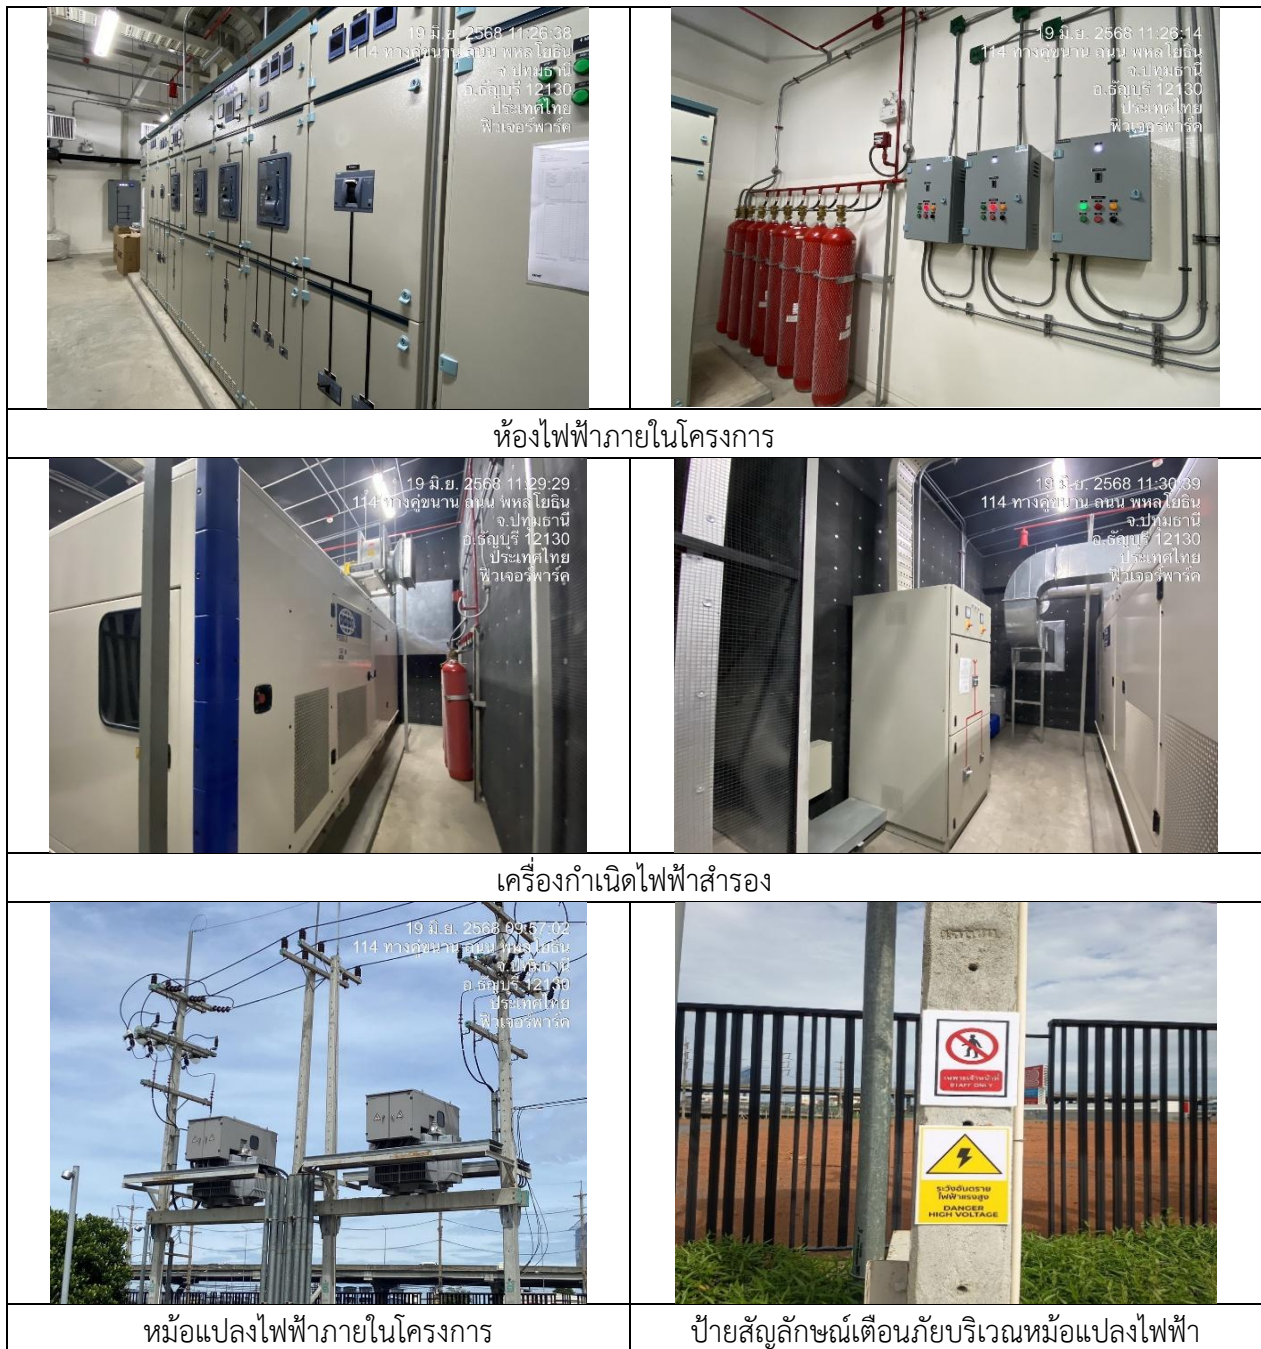 19 มิ.ย. 2568 11:26:38
114 ทางคู่ขนาน ถนน พหลโยธิน
จ.ปทุมธานี
อ.ธัญบุรี 12130
ประเทศไทย
ฟิวเจอร์พาร์ค
19 มิ.ย. 2568 11:26:14
114 ทางคู่ขนาน ถนน พหลโยธิน
จ.ปทุมธานี
อ.ธัญบุรี 12130
ประเทศไทย
ฟิวเจอร์พาร์ค
ห้องไฟฟ้าภายในโครงการ
19 มิ.ย. 2568 11:29:29
114 ทางคู่ขนาน ถนน พหลโยธิน
จ.ปทุมธานี
อ.ธัญบุรี 12130
ประเทศไทย
ฟิวเจอร์พาร์ค
19 มิ.ย. 2568 11:30:39
114 ทางคู่ขนาน ถนน พหลโยธิน
จ.ปทุมธานี
อ.ธัญบุรี 12130
ประเทศไทย
ฟิวเจอร์พาร์ค
เครื่องกำเนิดไฟฟ้าสำรอง
19 มิ.ย. 2568 09:57:02
114 ทางคู่ขนาน ถนน พหลโยธิน
จ.ปทุมธานี
อ.ธัญบุรี 12130
ประเทศไทย
ฟิวเจอร์พาร์ค
เฉพาะเจ้าหน้าที่
STAFF ONLY
ระวังอันตราย
ไฟฟ้าแรงสูง
DANGER
HIGH VOLTAGE
หม้อแปลงไฟฟ้าภายในโครงการ
ป้ายสัญลักษณ์เตือนภัยบริเวณหม้อแปลงไฟฟ้า